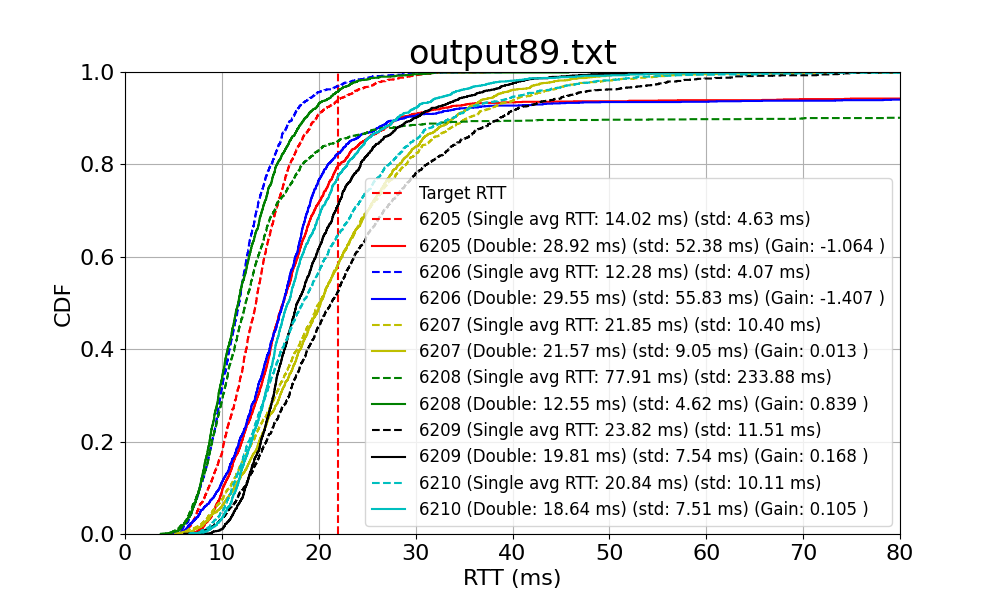 output89.txt
CDF
1.0
0.8
0.6
0.4
0.2
0.0
Target RTT
6205 (Single avg RTT: 14.02 ms) (std: 4.63 ms)
6205 (Double: 28.92 ms) (std: 52.38 ms) (Gain: -1.064 )
6206 (Single avg RTT: 12.28 ms) (std: 4.07 ms)
6206 (Double: 29.55 ms) (std: 55.83 ms) (Gain: -1.407 )
6207 (Single avg RTT: 21.85 ms) (std: 10.40 ms)
6207 (Double: 21.57 ms) (std: 9.05 ms) (Gain: 0.013 )
6208 (Single avg RTT: 77.91 ms) (std: 233.88 ms)
6208 (Double: 12.55 ms) (std: 4.62 ms) (Gain: 0.839 )
6209 (Single avg RTT: 23.82 ms) (std: 11.51 ms)
6209 (Double: 19.81 ms) (std: 7.54 ms) (Gain: 0.168 )
6210 (Single avg RTT: 20.84 ms) (std: 10.11 ms)
6210 (Double: 18.64 ms) (std: 7.51 ms) (Gain: 0.105 )
0 10 20 30 40 50 60 70 80
RTT (ms)